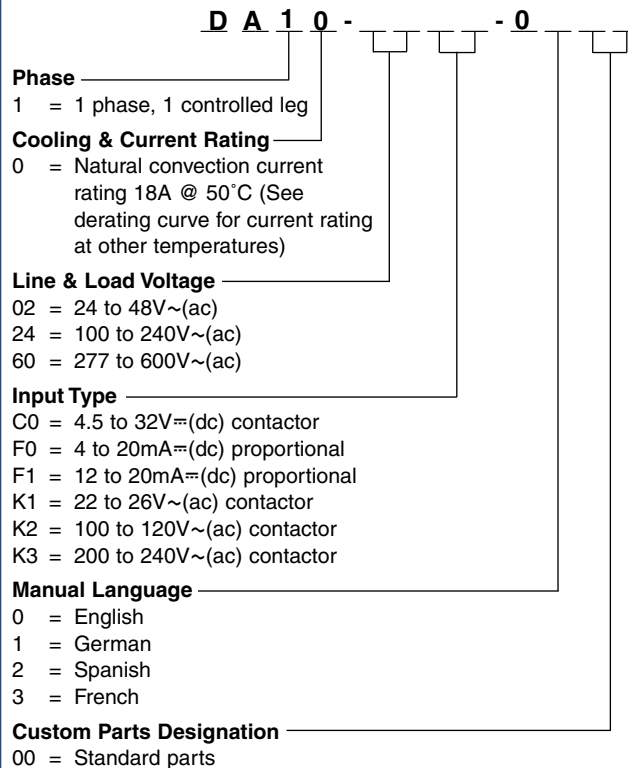 D A 1 0 - - 0
Phase
1 = 1 phase, 1 controlled leg
Cooling & Current Rating
0 = Natural convection current
rating 18A @ 50˚C (See
derating curve for current rating
at other temperatures)
Line & Load Voltage
02 = 24 to 48V~(ac)
24 = 100 to 240V~(ac)
60 = 277 to 600V~(ac)
Input Type
C0 = 4.5 to 32V⎓(dc) contactor
F0 = 4 to 20mA⎓(dc) proportional
F1 = 12 to 20mA⎓(dc) proportional
K1 = 22 to 26V~(ac) contactor
K2 = 100 to 120V~(ac) contactor
K3 = 200 to 240V~(ac) contactor
Manual Language
0 = English
1 = German
2 = Spanish
3 = French
Custom Parts Designation
00 = Standard parts